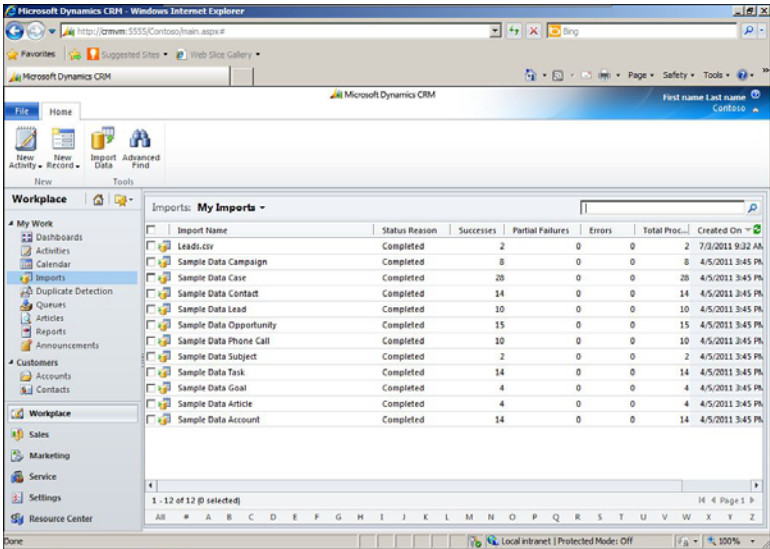 Microsoft Dynamics CRM - Windows Internet Explorer
http://crmvm:5555/Contoso/main.aspx#
Bing
Favorites Suggested Sites Web Slice Gallery
Microsoft Dynamics CRM
Page Safety Tools
Microsoft Dynamics CRM
First name Last name
Contoso
File Home
New Activity New Record Import Data Advanced Find
New Tools
Workplace
Imports: My Imports
My Work
Dashboards
Activities
Calendar
Imports
Duplicate Detection
Queues
Articles
Reports
Announcements
Customers
Accounts
Contacts
Workplace
Sales
Marketing
Service
Settings
Resource Center
Import Name Status Reason Successes Partial Failures Errors Total Proc... Created On
Leads.csv Completed 2 0 0 2 7/3/2011 9:32 AM
Sample Data Campaign Completed 8 0 0 8 4/5/2011 3:45 PM
Sample Data Case Completed 28 0 0 28 4/5/2011 3:45 PM
Sample Data Contact Completed 14 0 0 14 4/5/2011 3:45 PM
Sample Data Lead Completed 10 0 0 10 4/5/2011 3:45 PM
Sample Data Opportunity Completed 15 0 0 15 4/5/2011 3:45 PM
Sample Data Phone Call Completed 10 0 0 10 4/5/2011 3:45 PM
Sample Data Subject Completed 2 0 0 2 4/5/2011 3:45 PM
Sample Data Task Completed 14 0 0 14 4/5/2011 3:45 PM
Sample Data Goal Completed 4 0 0 4 4/5/2011 3:45 PM
Sample Data Article Completed 4 0 0 4 4/5/2011 3:45 PM
Sample Data Account Completed 14 0 0 14 4/5/2011 3:45 PM
1 - 12 of 12 (0 selected) Page 1
All # A B C D E F G H I J K L M N O P Q R S T U V W X Y Z
Done Local intranet | Protected Mode: Off 100%